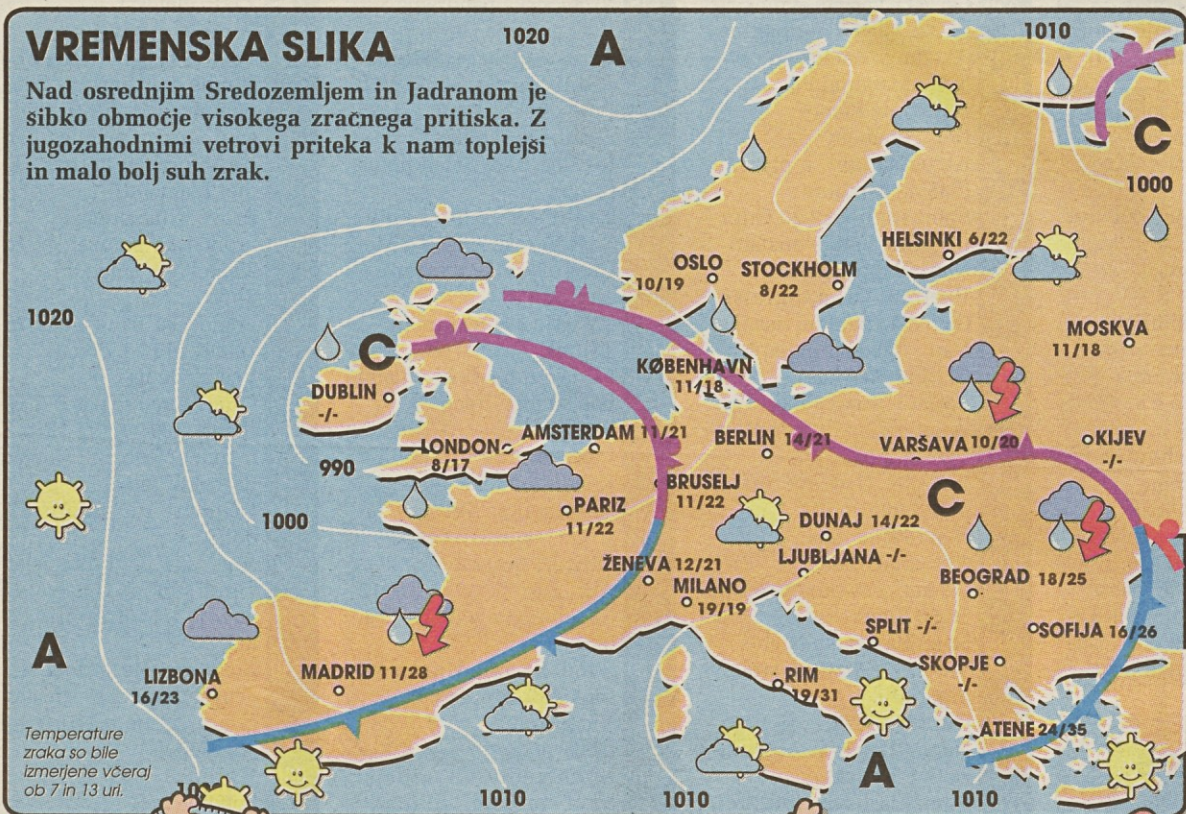 VREMENSKA SLIKA
Nad osrednjim Sredozemljem in Jadranom je
šibko območje visokega zračnega pritiska. Z
jugozahodnimi vetrovi priteka k nam toplejši
in malo bolj suh zrak.
1020
A
1010
C
1000
HELSINKI 6/22
OSLO
10/19
STOCKHOLM
8/22
1020
MOSKVA
11/18
C
KØBENHAVN
11/18
DUBLIN
-/-
AMSTERDAM 11/21
BERLIN 14/21
VARŠAVA 10/20
KIJEV
-/-
LONDON
8/17
990
BRUSELJ
11/22
C
PARIZ
11/22
1000
DUNAJ 14/22
LJUBLJANA -/-
ŽENEVA 12/21
BEOGRAD 18/25
MILANO
19/19
SPLIT -/-
SOFIJA 16/26
A
LIZBONA
16/23
MADRID 11/28
RIM
19/31
SKOPJE
-/-
ATENE 24/35
Temperature
zraka so bile
izmerjene včeraj
ob 7 in 13 uri.
A
1010
1010
1010